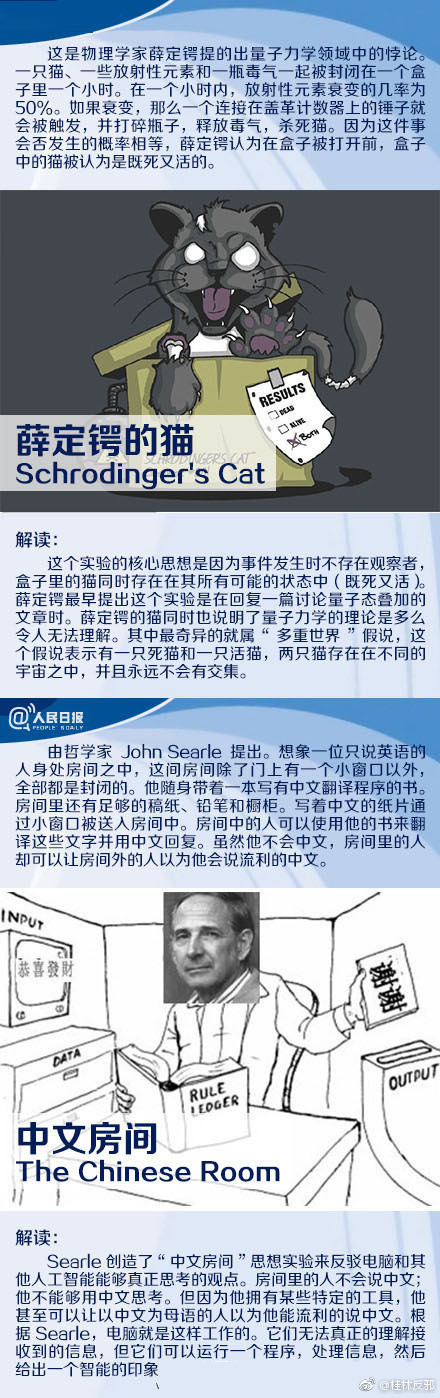 这是物理学家薛定锷提的出量子力学领域中的悖论。
一只猫、一些放射性元素和一瓶毒气一起被封闭在一个盒
子里一个小时。在一个小时内，放射性元素衰变的几率为
50%。如果衰变，那么一个连接在盖革计数器上的锤子就
会被触发，并打碎瓶子，释放毒气，杀死猫。因为这件事
会否发生的概率相等，薛定锷认为在盒子被打开前，盒子
中的猫被认为是既死又活的。
RESULTS
DEAD
ALIVE
BOTH
SCHRODINGER'S CAT
薛定锷的猫
Schrodinger's Cat
解读：
这个实验的核心思想是因为事件发生时不存在观察者，
盒子里的猫同时存在在其所有可能的状态中（既死又活）。
薛定锷最早提出这个实验是在回复一篇讨论量子态叠加的
文章时。薛定锷的猫同时也说明了量子力学的理论是多么
令人无法理解。其中最奇异的就属“多重世界”假说，这
个假说表示有一只死猫和一只活猫，两只猫存在在不同的
宇宙之中，并且永远不会有交集。
@人民日报
PEOPLE'S DAILY
由哲学家 John Searle 提出。想象一位只说英语的
人身处房间之中，这间房间除了门上有一个小窗口以外，
全部都是封闭的。他随身带着一本写有中文翻译程序的书。
房间里还有足够的稿纸、铅笔和橱柜。写着中文的纸片通
过小窗口被送入房间中。房间中的人可以使用他的书来翻
译这些文字并用中文回复。虽然他不会中文，房间里的人
却可以让房间外的人以为他会说流利的中文。
INPUT
恭喜發財
谢谢
DATA
RULE
LEDGER
OUTPUT
中文房间
The Chinese Room
解读：
Searle 创造了“中文房间”思想实验来反驳电脑和其
他人工智能能够真正思考的观点。房间里的人不会说中文；
他不能够用中文思考。但因为他拥有某些特定的工具，他
甚至可以让以中文为母语的人以为他能流利的说中文。根
据 Searle，电脑就是这样工作的。它们无法真正的理解接
收到的信息，但它们可以运行一个程序，处理信息，然后
给出一个智能的印象
@桂林反邪